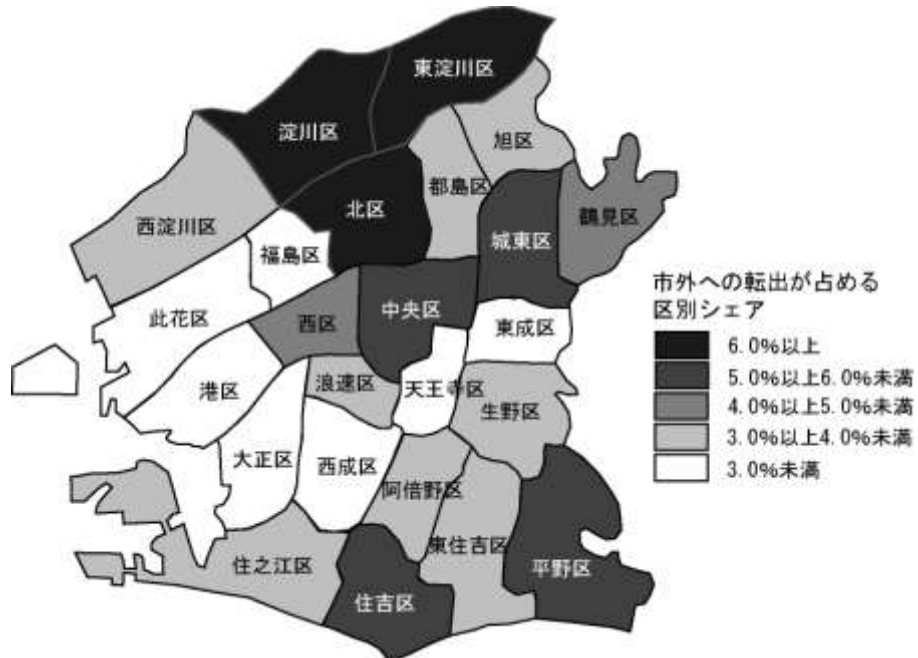 東淀川区
淀川区
旭区
都島区
北区
鶴見区
西淀川区
城東区
福島区
市外への転出が占める
区別シェア
此花区
西区
中央区
東成区
6.0%以上
5.0%以上6.0%未満
港区
浪速区
天王寺区
4.0%以上5.0%未満
生野区
3.0%以上4.0%未満
大正区
西成区
3.0%未満
阿倍野区
東住吉区
住之江区
平野区
住吉区